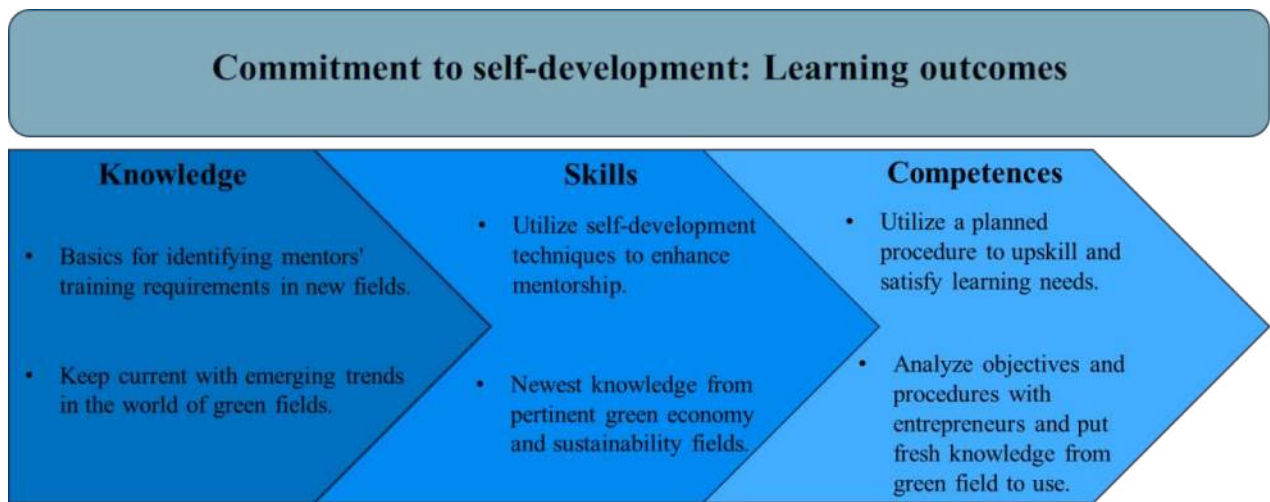 Commitment to self-development: Learning outcomes
Knowledge
• Basics for identifying mentors'
training requirements in new fields.
• Keep current with emerging trends
in the world of green fields.
Skills
• Utilize self-development
techniques to enhance
mentorship.
• Newest knowledge from
pertinent green economy
and sustainability fields.
Competences
• Utilize a planned
procedure to upskill and
satisfy learning needs.
• Analyze objectives and
procedures with
entrepreneurs and put
fresh knowledge from
green field to use.